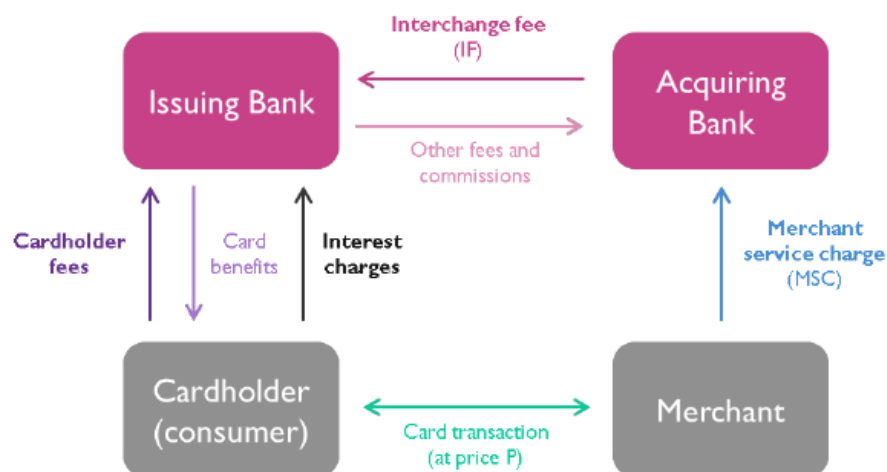 Interchange fee
(IF)
Issuing Bank
Acquiring
Bank
Other fees and
commissions
Cardholder
fees
Card
benefits
Interest
charges
Merchant
service charge
(MSC)
Cardholder
(consumer)
Card transaction
(at price P)
Merchant